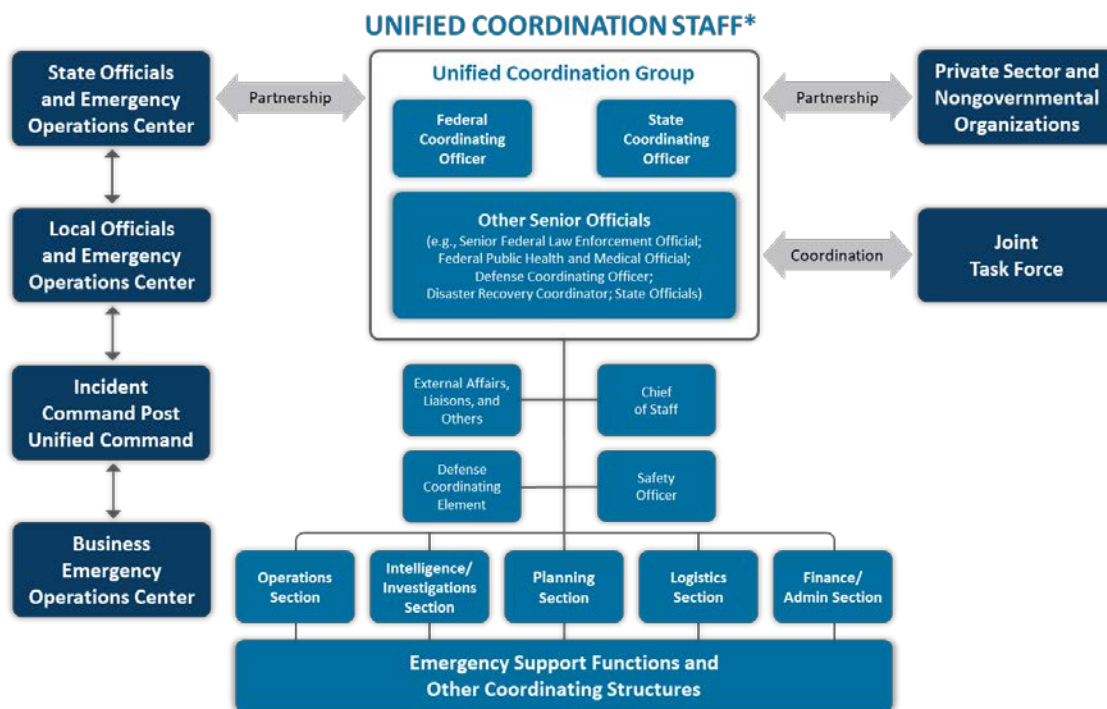 UNIFIED COORDINATION STAFF*
State Officials
and Emergency
Operations Center
Partnership
Unified Coordination Group
Federal
Coordinating
Officer
State
Coordinating
Officer
Partnership
Private Sector and
Nongovernmental
Organizations
Local Officials
and Emergency
Operations Center
Other Senior Officials
(e.g., Senior Federal Law Enforcement Official;
Federal Public Health and Medical Official;
Defense Coordinating Officer;
Disaster Recovery Coordinator; State Officials)
Coordination
Joint
Task Force
Incident
Command Post
Unified Command
External Affairs,
Liaisons, and
Others
Chief
of Staff
Defense
Coordinating
Element
Safety
Officer
Business
Emergency
Operations Center
Operations
Section
Intelligence/
Investigations
Section
Planning
Section
Logistics
Section
Finance/
Admin Section
Emergency Support Functions and
Other Coordinating Structures